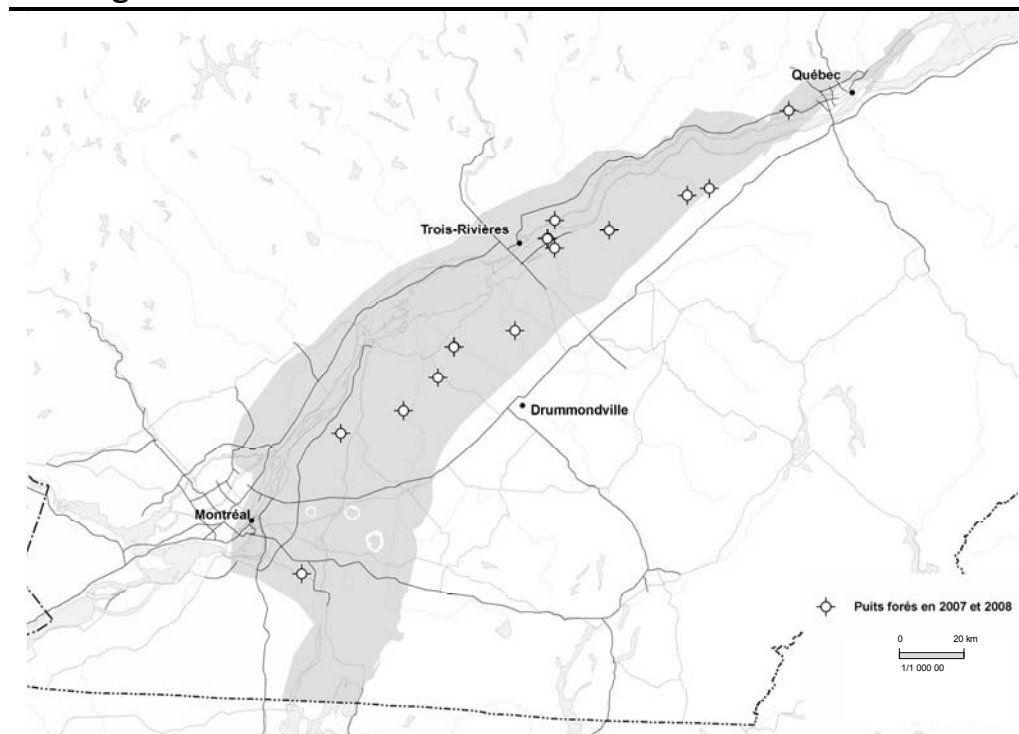 Québec
Trois-Rivières
Drummondville
Montréal
Puits forés en 2007 et 2008
0 20 km
1/1 000 00